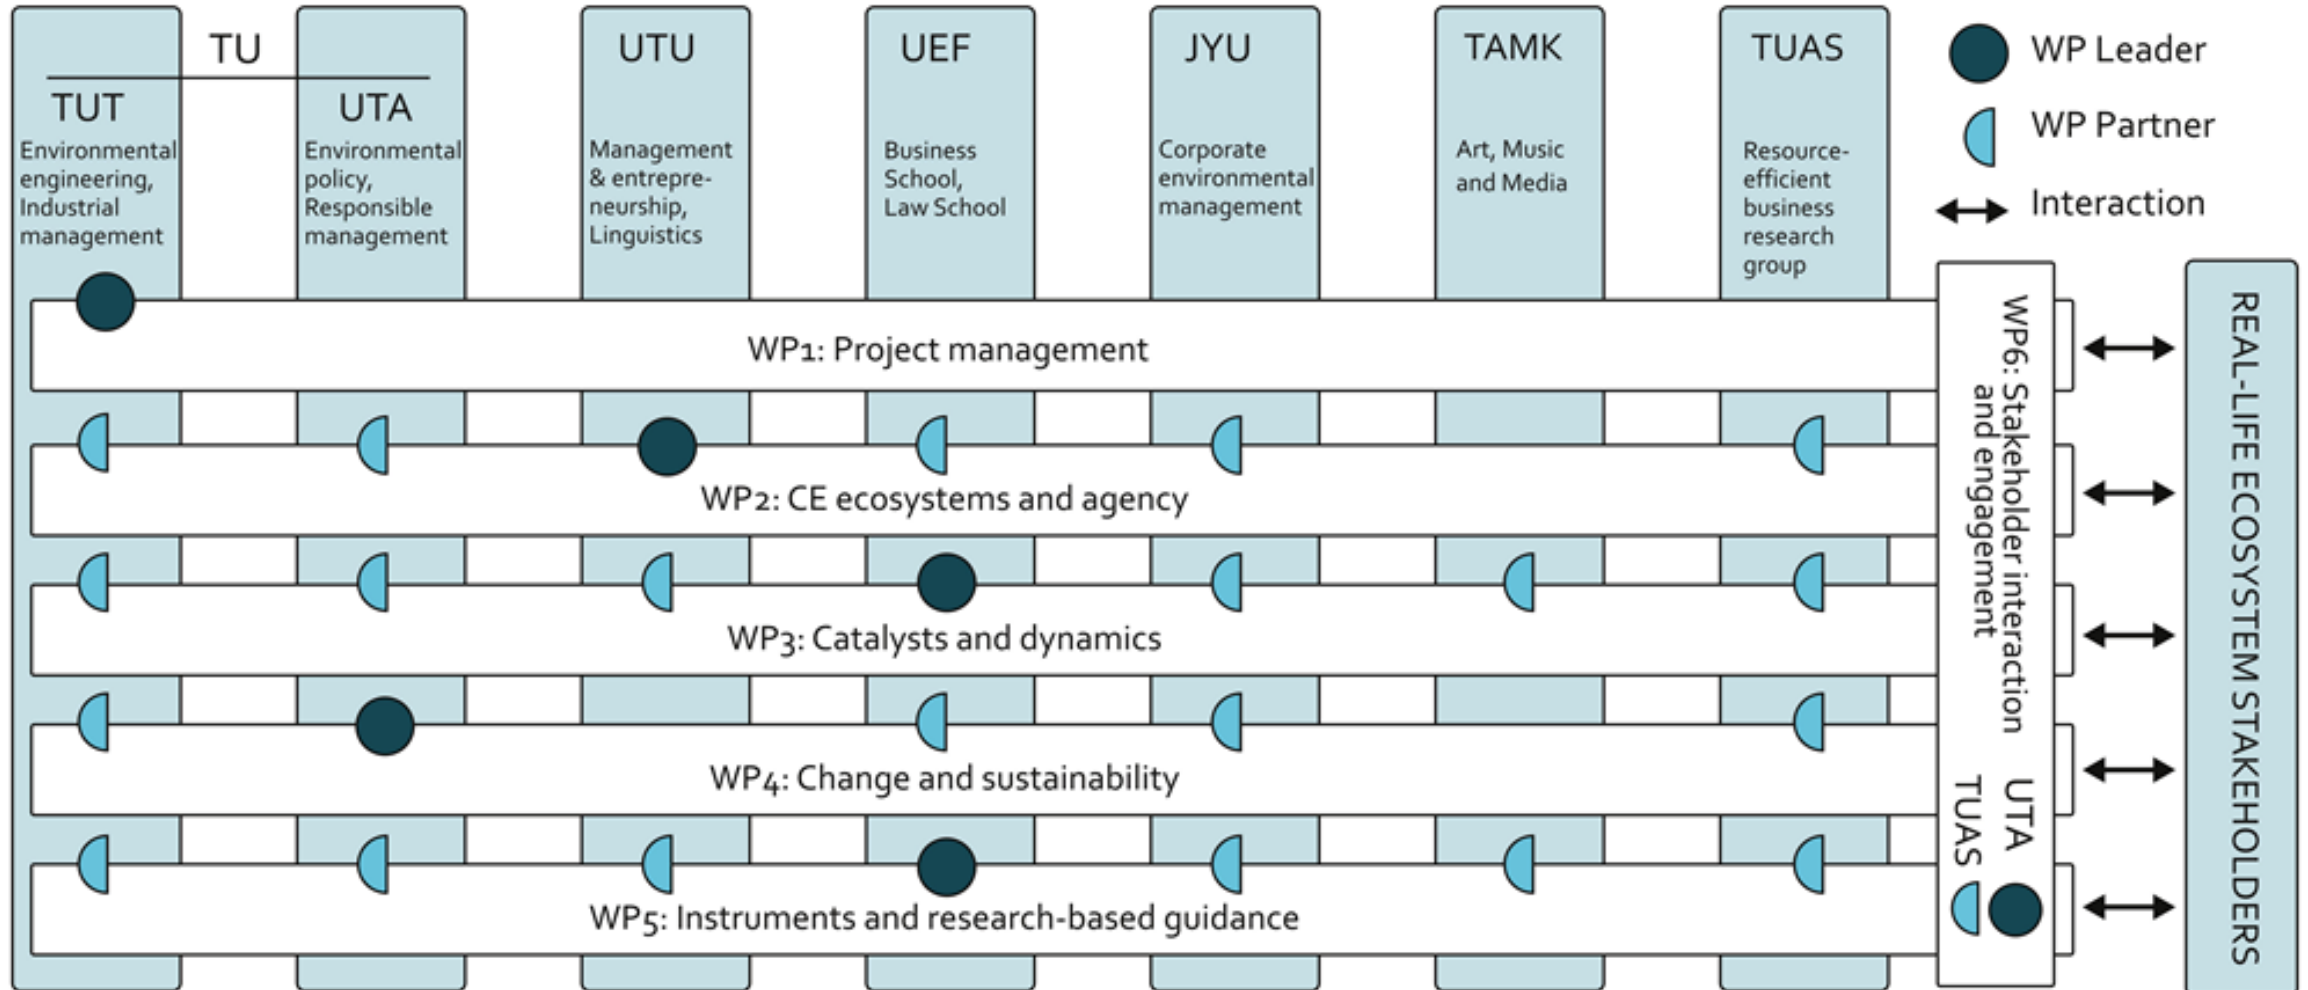 TU
TUT
Environmental
engineering,
Industrial
management
UTA
Environmental
policy,
Responsible
management
UTU
Management
& entrepre-
neurship,
Linguistics
UEF
Business
School,
Law School
JYU
Corporate
environmental
management
TAMK
Art, Music
and Media
TUAS
Resource-
efficient
business
research
group
WP Leader
WP Partner
Interaction
WP1: Project management
WP2: CE ecosystems and agency
WP3: Catalysts and dynamics
WP4: Change and sustainability
WP5: Instruments and research-based guidance
WP6: Stakeholder interaction
and engagement
UTA
TUAS
REAL-LIFE ECOSYSTEM STAKEHOLDERS